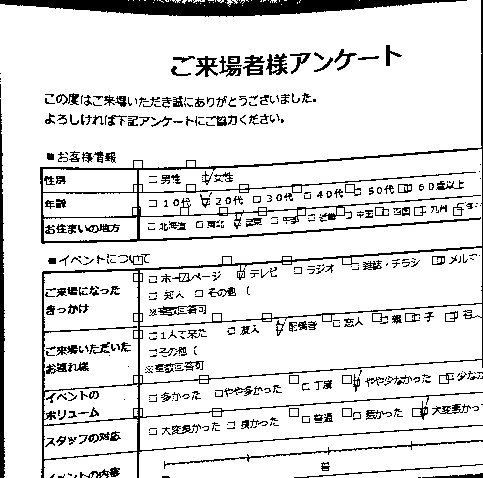 ご来場者様アンケート
この度はご来場いただき誠にありがとうございました。
よろしければ下記アンケートにご協力ください。
■お客様情報
性別 □男性 □女性
年齢 □10代 □20代 □30代 □40代 □50代 □60歳以上
お住まいの地方 □北海道 □東北 □関東 □中部 □近畿 □中国 □四国 □九州
■イベントについて
ご来場になったきっかけ □ホームページ □テレビ □ラジオ □雑誌・チラシ □メルマ
□友人 □その他（
※複数回答可
ご来場いただいたお連れ様 □1人で来た □友人 □配偶者 □恋人 □親 □子
□その他（
※複数回答可
イベントのボリューム □多かった □やや多かった □丁度 □やや少なかった □少な
スタッフの対応 □大変良かった □良かった □普通 □悪かった □大変悪かっ
イベントの内容 普